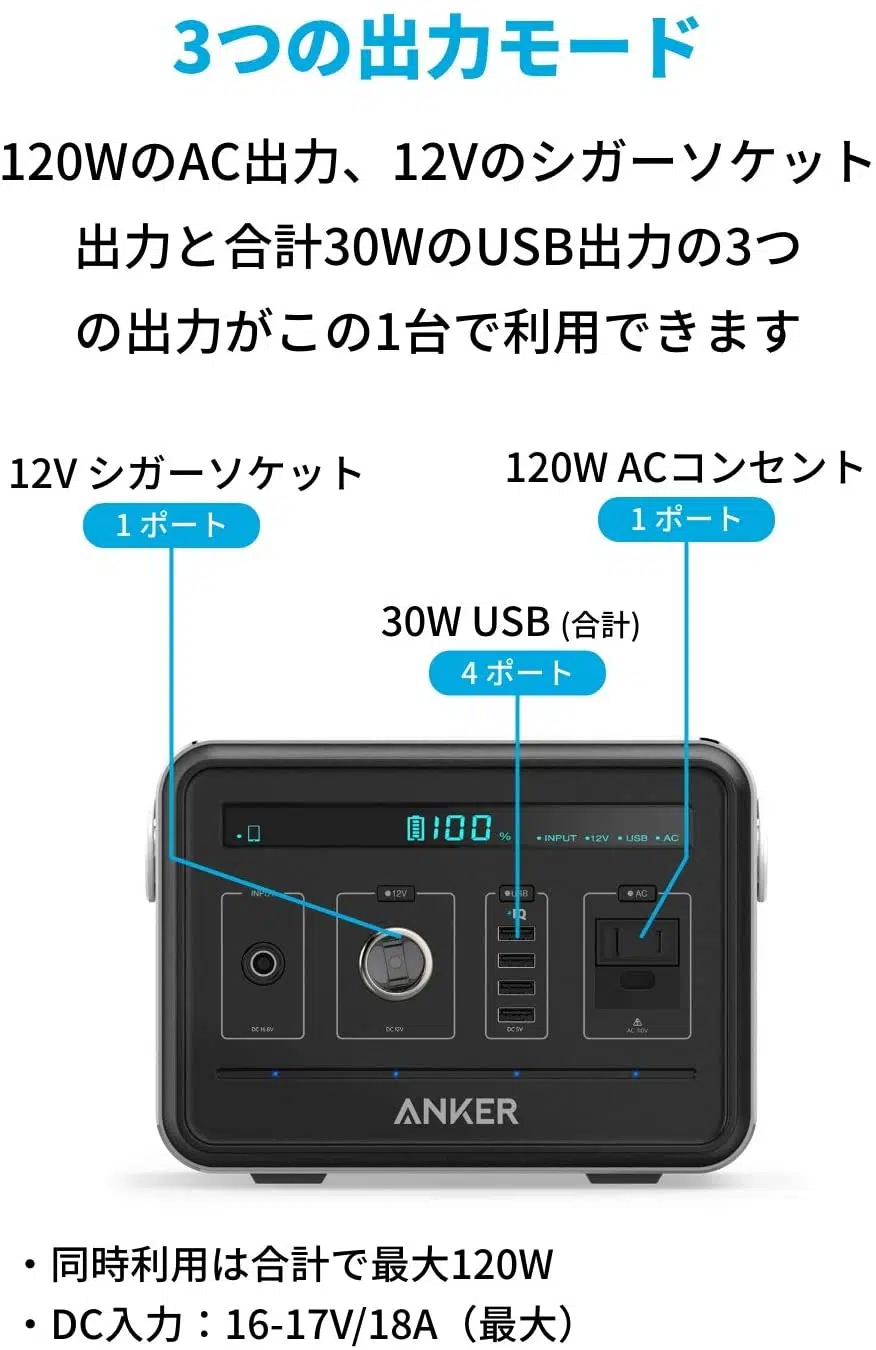 3つの出力モード
120WのAC出力、12Vのシガーソケット
出力と合計30WのUSB出力の3つ
の出力がこの1台で利用できます
12V シガーソケット
1 ポート
120W ACコンセント
1 ポート
30W USB (合計)
4 ポート
100 %
INPUT 12V USB AC
INPUT
12V
USB
AC
IQ
DC 16.8V
DC 12V
DC 5V
ANKER
・同時利用は合計で最大120W
・DC入力：16-17V/18A（最大）